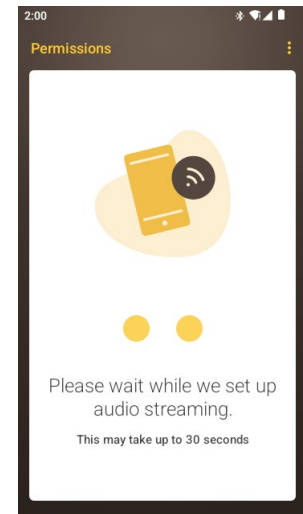 2:00
Permissions
Please wait while we set up
audio streaming.
This may take up to 30 seconds